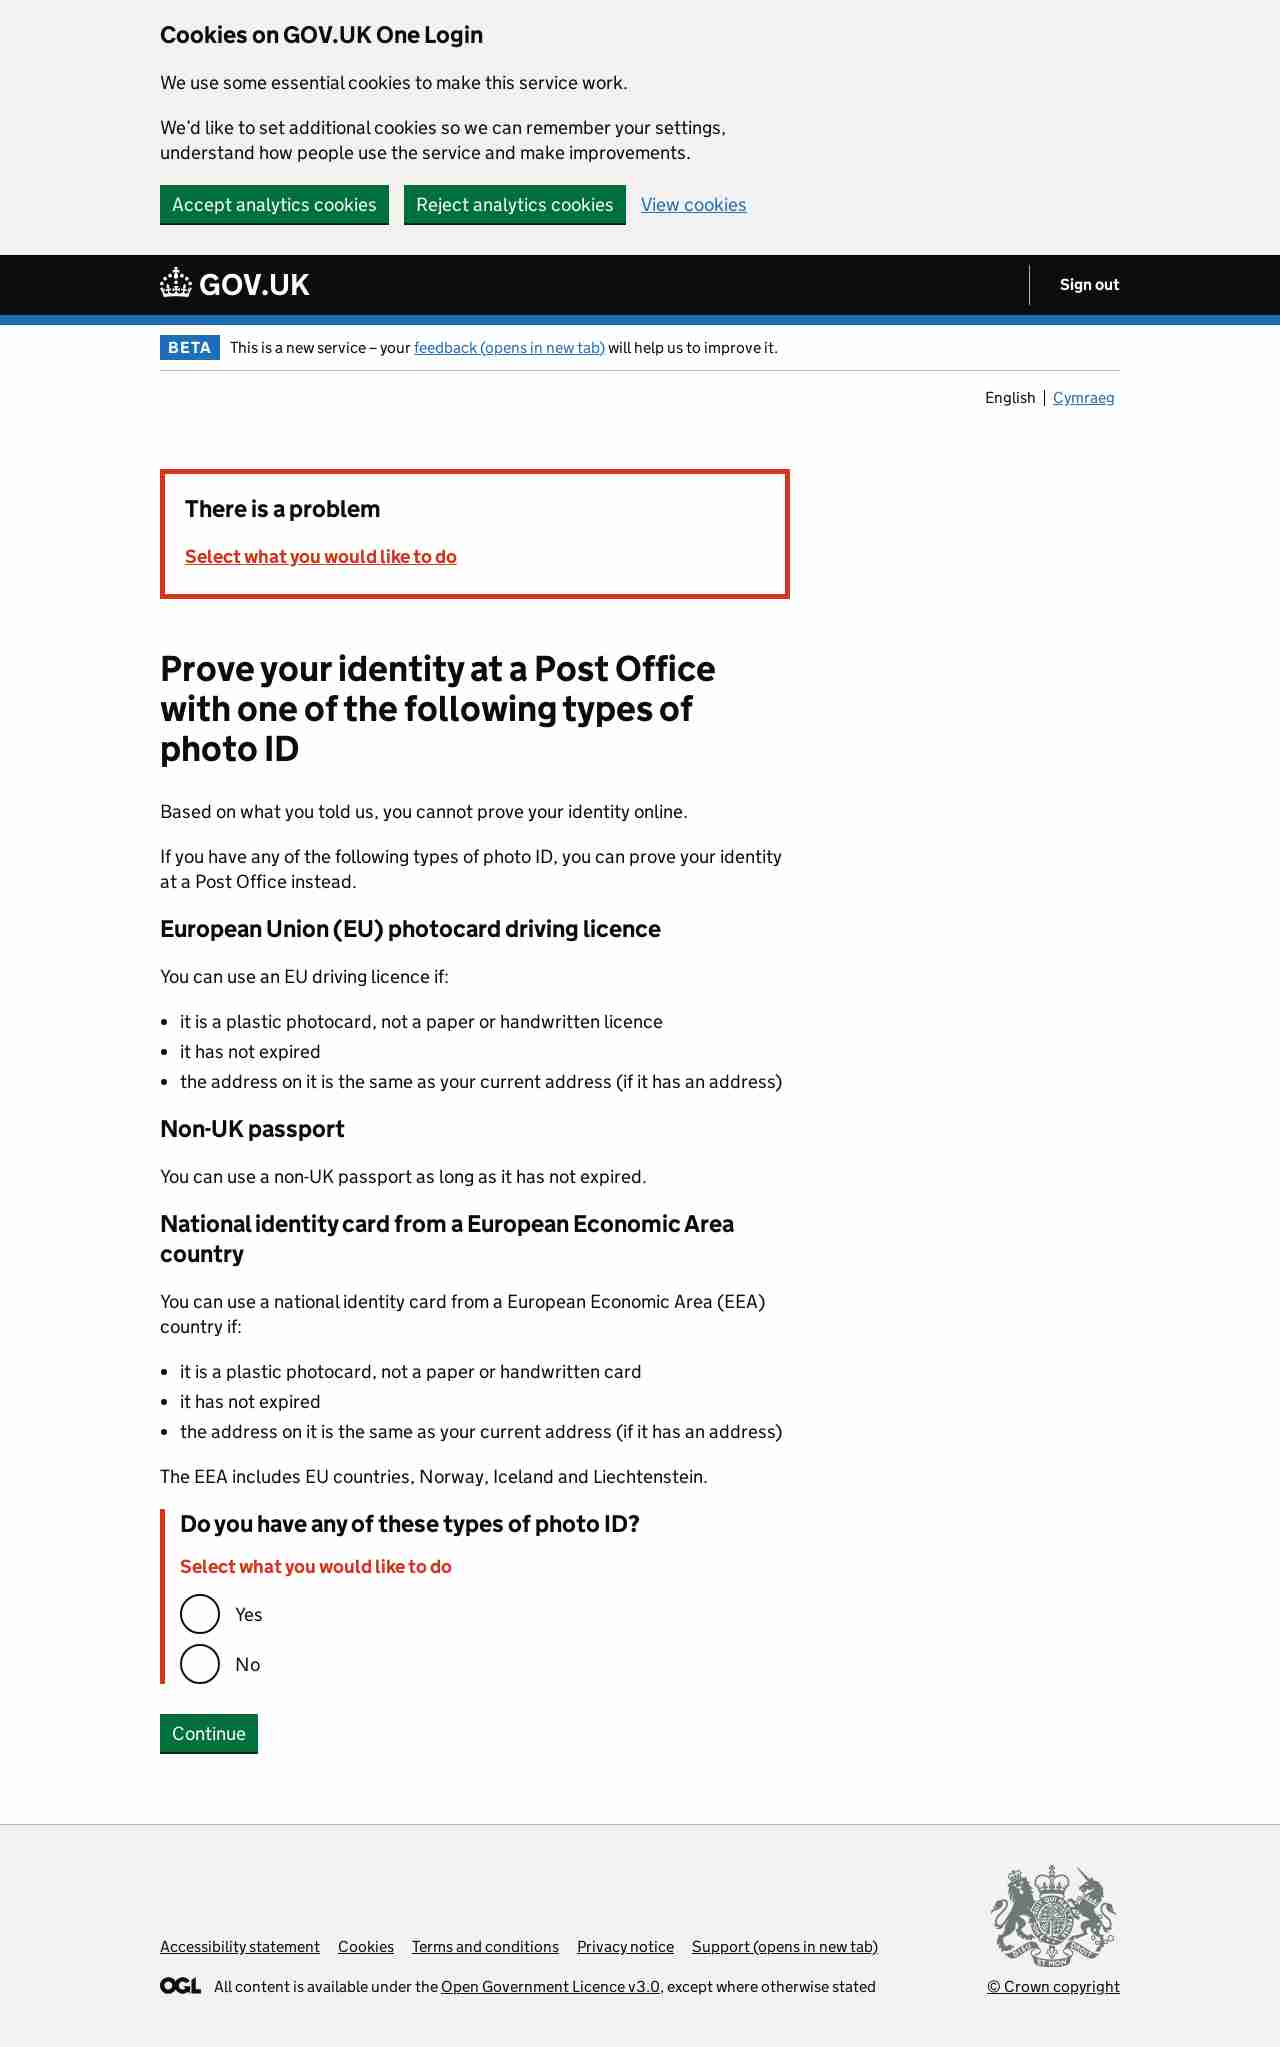 Cookies on GOV.UK One Login
We use some essential cookies to make this service work.
We’d like to set additional cookies so we can remember your settings,
understand how people use the service and make improvements.
Accept analytics cookies Reject analytics cookies View cookies
GOV.UK Sign out
BETA This is a new service – your feedback (opens in new tab) will help us to improve it.
English Cymraeg
There is a problem
Select what you would like to do
Prove your identity at a Post Office
with one of the following types of
photo ID
Based on what you told us, you cannot prove your identity online.
If you have any of the following types of photo ID, you can prove your identity
at a Post Office instead.
European Union (EU) photocard driving licence
You can use an EU driving licence if:
• it is a plastic photocard, not a paper or handwritten licence
• it has not expired
• the address on it is the same as your current address (if it has an address)
Non-UK passport
You can use a non-UK passport as long as it has not expired.
National identity card from a European Economic Area
country
You can use a national identity card from a European Economic Area (EEA)
country if:
• it is a plastic photocard, not a paper or handwritten card
• it has not expired
• the address on it is the same as your current address (if it has an address)
The EEA includes EU countries, Norway, Iceland and Liechtenstein.
Do you have any of these types of photo ID?
Select what you would like to do
Yes
No
Continue
Accessibility statement Cookies Terms and conditions Privacy notice Support (opens in new tab)
OGL All content is available under the Open Government Licence v3.0, except where otherwise stated
© Crown copyright